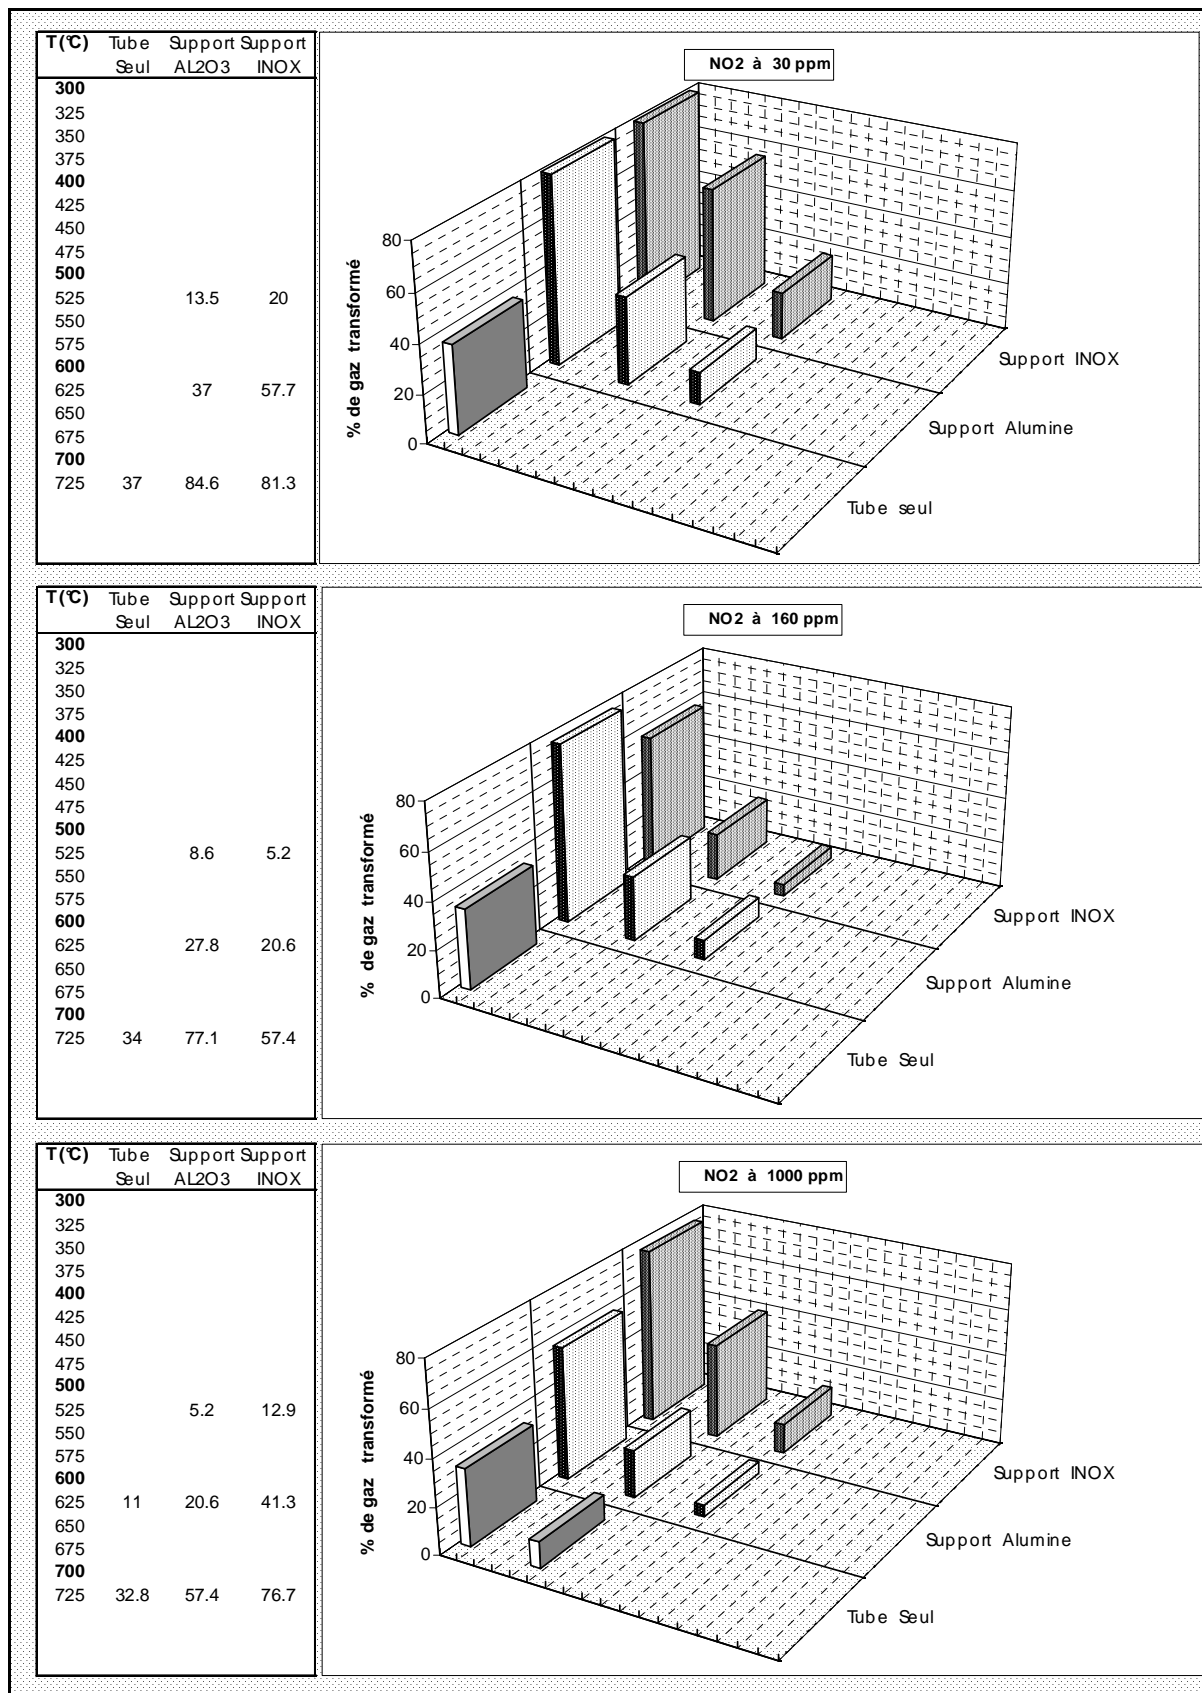 T(°C) Tube Support Support
Seul AL2O3 INOX
300
325
350
375
400
425
450
475
500
525 13.5 20
550
575
600
625 37 57.7
650
675
700
725 37 84.6 81.3
NO2 à 30 ppm
% de gaz transformé
80
60
40
20
0
Support INOX
Support Alumine
Tube seul
T(°C) Tube Support Support
Seul AL2O3 INOX
300
325
350
375
400
425
450
475
500
525 8.6 5.2
550
575
600
625 27.8 20.6
650
675
700
725 34 77.1 57.4
NO2 à 160 ppm
% de gaz transformé
80
60
40
20
0
Support INOX
Support Alumine
Tube Seul
T(°C) Tube Support Support
Seul AL2O3 INOX
300
325
350
375
400
425
450
475
500
525 5.2 12.9
550
575
600
625 11 20.6 41.3
650
675
700
725 32.8 57.4 76.7
NO2 à 1000 ppm
% de gaz transformé
80
60
40
20
0
Support INOX
Support Alumine
Tube Seul